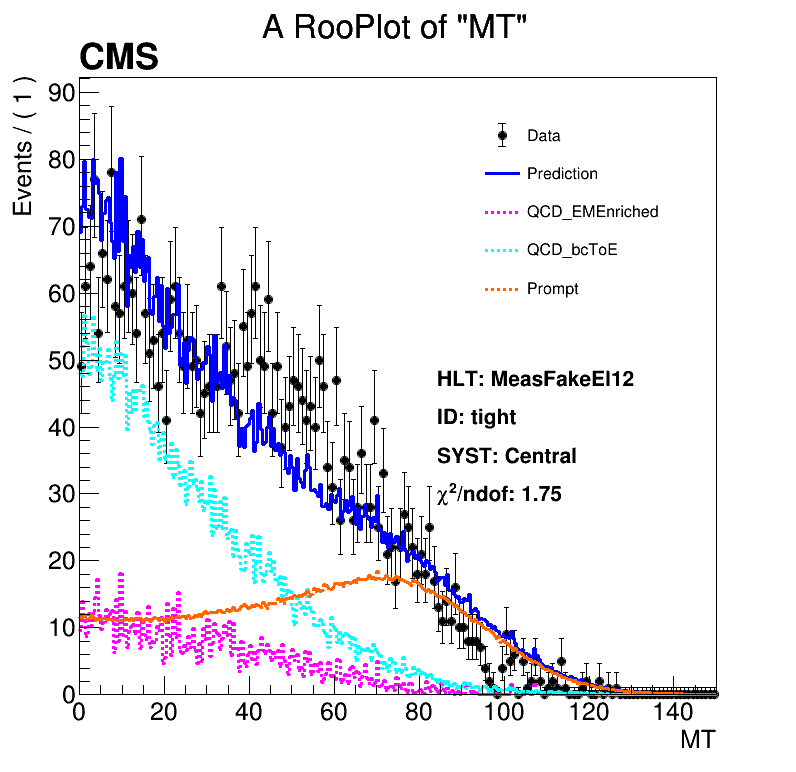 A RooPlot of "MT"
CMS
Events / ( 1 )
90
80
70
60
50
40
30
20
10
0
Data
Prediction
QCD_EMEnriched
QCD_bcToE
Prompt
HLT: MeasFakeEl12
ID: tight
SYST: Central
χ²/ndof: 1.75
0 20 40 60 80 100 120 140
MT